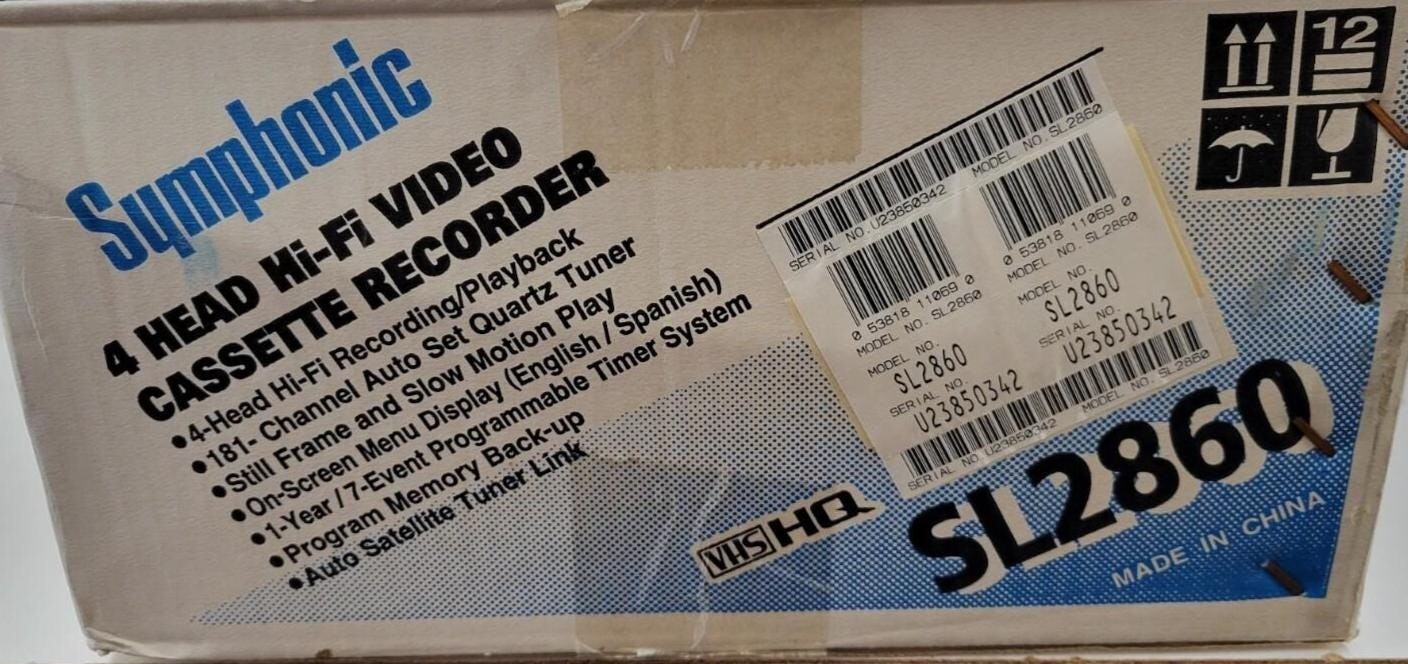 Symphonic
4 HEAD Hi-Fi VIDEO
CASSETTE RECORDER
•4-Head Hi-Fi Recording/Playback
•181- Channel Auto Set Quartz Tuner
•Still Frame and Slow Motion Play
•On-Screen Menu Display (English / Spanish)
•1-Year / 7-Event Programmable Timer System
•Program Memory Back-up
•Auto Satellite Tuner Link
12
SERIAL NO. U23850342 MODEL NO. SL2860
0 53818 11069 0
MODEL NO. SL2860
MODEL NO.
SL2860
SERIAL NO.
U23850342
0 53818 11069 0
MODEL NO. SL2860
MODEL NO.
SL2860
SERIAL NO.
U23850342
SERIAL NO. U23850342 MODEL NO. SL2860
VHS HQ
SL2860
MADE IN CHINA